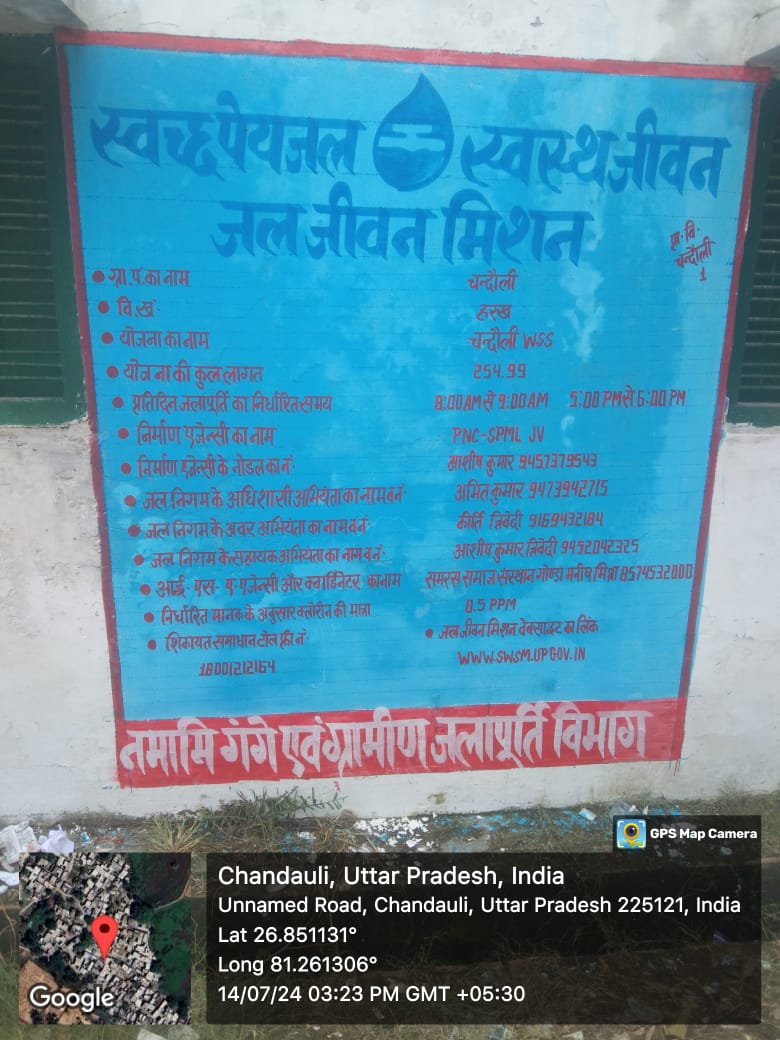 स्वच्छ पेयजल स्वस्थ जीवन
जल जीवन मिशन
प्रा. वि.
चन्दौली
1
• ग्रा.पं.का नाम चन्दौली
• वि.ख. हरख
• योजना का नाम चन्दौली WSS
• योजना की कुल लागत 254.99
• प्रतिदिन जलापूर्ति का निर्धारित समय 8:00 AM से 9:00 AM 5:00 PM से 6:00 PM
• निर्माण एजेन्सी का नाम PNC-SPML JV
• निर्माण एजेन्सी के नोडल का नं. आशीष कुमार 9457379543
• जल निगम के अधिशासी अभियंता का नाम व नं. अमित कुमार 9473942715
• जल निगम के अवर अभियंता का नाम व नं. कीर्ति त्रिवेदी 9169432184
• जल निगम के सहायक अभियंता का नाम व नं. आशीष कुमार त्रिवेदी 9452042325
• आई. एस. ए. एजेन्सी और क्वार्डिनेटर का नाम समरस समाज संस्थान गोण्डा मनीष मिश्रा 8574532000
• निर्धारित मानक के अनुसार क्लोरीन की मात्रा 0.5 PPM
• शिकायत समाधान टोल फ्री नं. • जल जीवन मिशन वेबसाइट का लिंक
18001212164 WWW.SWSM.UP.GOV.IN
नमामि गंगे एवं ग्रामीण जलापूर्ति विभाग
GPS Map Camera
Chandauli, Uttar Pradesh, India
Unnamed Road, Chandauli, Uttar Pradesh 225121, India
Lat 26.851131°
Long 81.261306°
14/07/24 03:23 PM GMT +05:30
Google